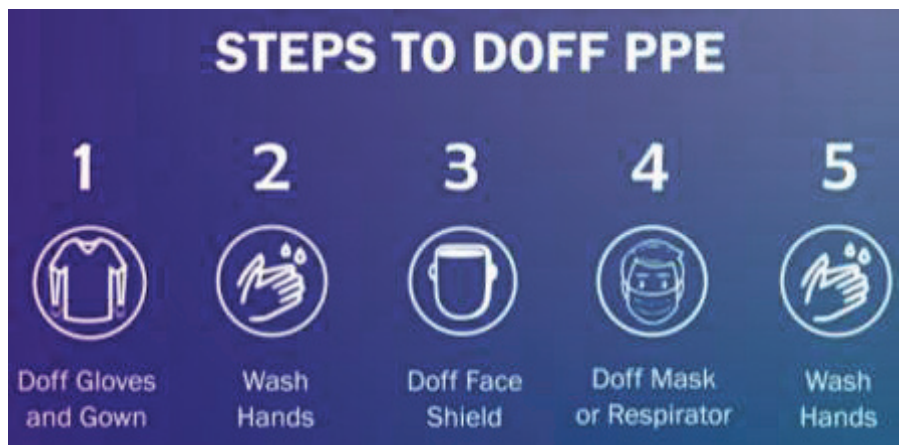 STEPS TO DOFF PPE
1
2
3
4
5
Doff Gloves
and Gown
Wash
Hands
Doff Face
Shield
Doff Mask
or Respirator
Wash
Hands